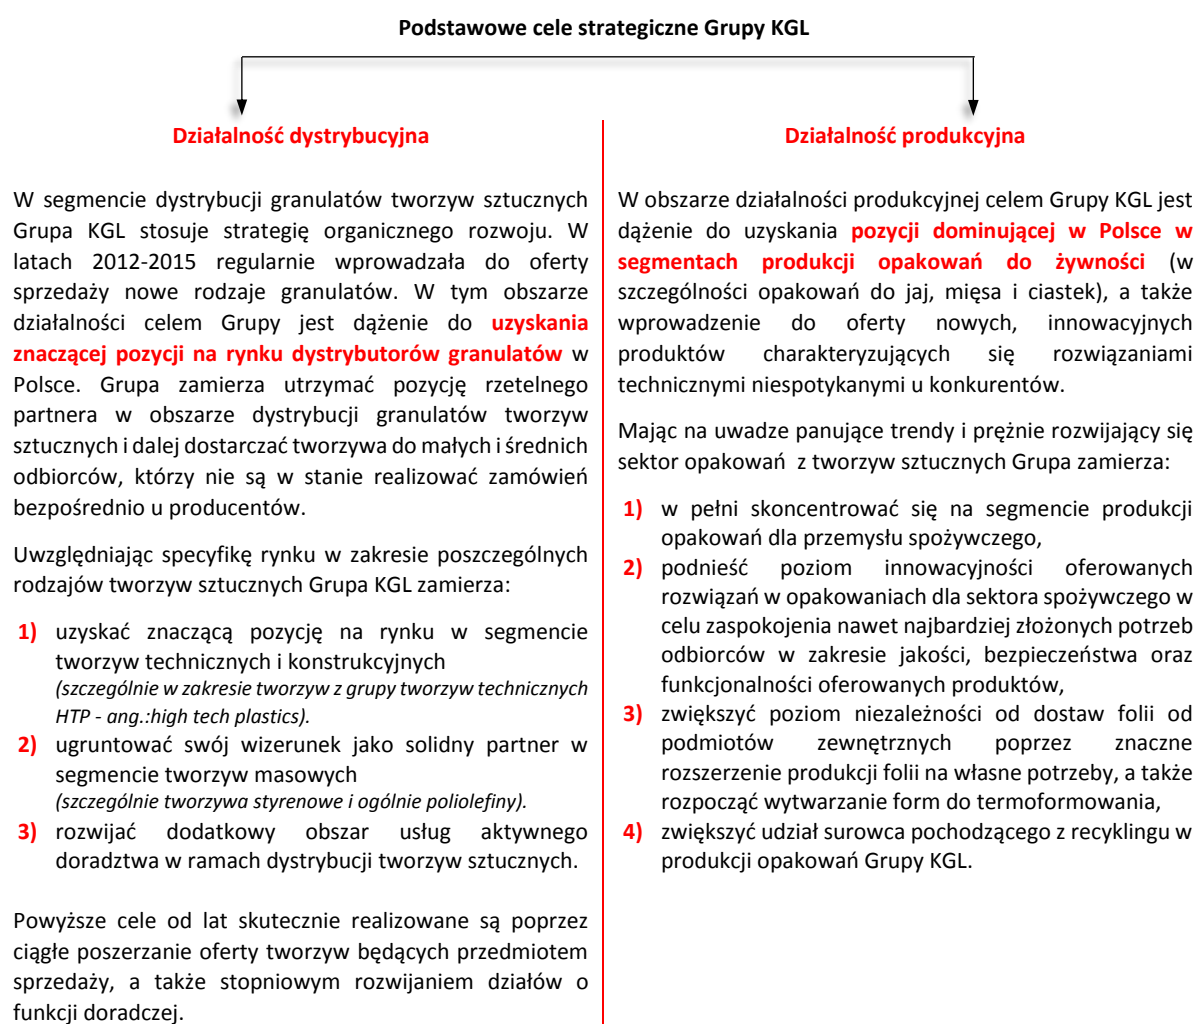 Podstawowe cele strategiczne Grupy KGL
Działalność dystrybucyjna
W segmencie dystrybucji granulatów tworzyw sztucznych
Grupa KGL stosuje strategię organicznego rozwoju. W
latach 2012-2015 regularnie wprowadzała do oferty
sprzedaży nowe rodzaje granulatów. W tym obszarze
działalności celem Grupy jest dążenie do uzyskania
znaczącej pozycji na rynku dystrybutorów granulatów w
Polsce. Grupa zamierza utrzymać pozycję rzetelnego
partnera w obszarze dystrybucji granulatów tworzyw
sztucznych i dalej dostarczać tworzywa do małych i średnich
odbiorców, którzy nie są w stanie realizować zamówień
bezpośrednio u producentów.
Uwzględniając specyfikę rynku w zakresie poszczególnych
rodzajów tworzyw sztucznych Grupa KGL zamierza:
1) uzyskać znaczącą pozycję na rynku w segmencie
tworzyw technicznych i konstrukcyjnych
(szczególnie w zakresie tworzyw z grupy tworzyw technicznych
HTP - ang.:high tech plastics).
2) ugruntować swój wizerunek jako solidny partner w
segmencie tworzyw masowych
(szczególnie tworzywa styrenowe i ogólnie poliolefiny).
3) rozwijać dodatkowy obszar usług aktywnego
doradztwa w ramach dystrybucji tworzyw sztucznych.
Powyższe cele od lat skutecznie realizowane są poprzez
ciągłe poszerzanie oferty tworzyw będących przedmiotem
sprzedaży, a także stopniowym rozwijaniem działów o
funkcji doradczej.
Działalność produkcyjna
W obszarze działalności produkcyjnej celem Grupy KGL jest
dążenie do uzyskania pozycji dominującej w Polsce w
segmentach produkcji opakowań do żywności (w
szczególności opakowań do jaj, mięsa i ciastek), a także
wprowadzenie do oferty nowych, innowacyjnych
produktów charakteryzujących się rozwiązaniami
technicznymi niespotykanymi u konkurentów.
Mając na uwadze panujące trendy i prężnie rozwijający się
sektor opakowań z tworzyw sztucznych Grupa zamierza:
1) w pełni skoncentrować się na segmencie produkcji
opakowań dla przemysłu spożywczego,
2) podnieść poziom innowacyjności oferowanych
rozwiązań w opakowaniach dla sektora spożywczego w
celu zaspokojenia nawet najbardziej złożonych potrzeb
odbiorców w zakresie jakości, bezpieczeństwa oraz
funkcjonalności oferowanych produktów,
3) zwiększyć poziom niezależności od dostaw folii od
podmiotów zewnętrznych poprzez znaczne
rozszerzenie produkcji folii na własne potrzeby, a także
rozpocząć wytwarzanie form do termoformowania,
4) zwiększyć udział surowca pochodzącego z recyklingu w
produkcji opakowań Grupy KGL.